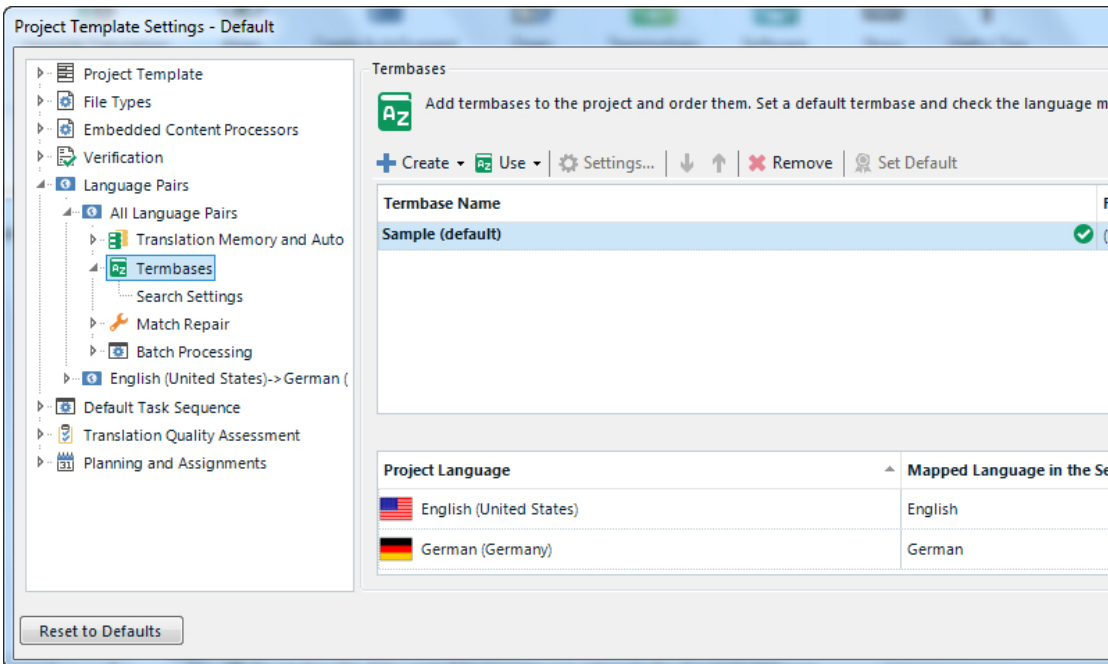 Project Template Settings - Default
Project Template
File Types
Embedded Content Processors
Verification
Language Pairs
All Language Pairs
Translation Memory and Auto
Termbases
Search Settings
Match Repair
Batch Processing
English (United States)->German (
Default Task Sequence
Translation Quality Assessment
Planning and Assignments
Termbases
Add termbases to the project and order them. Set a default termbase and check the language m
Create Use Settings... Remove Set Default
Termbase Name
Sample (default)
Project Language Mapped Language in the Se
English (United States) English
German (Germany) German
Reset to Defaults